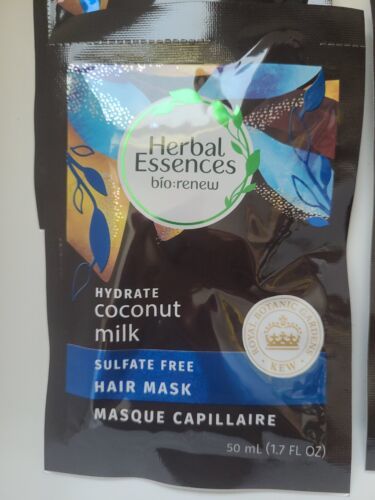 Herbal
Essences
bío:renew
HYDRATE
coconut
milk
ROYAL BOTANIC GARDENS
KEW
SULFATE FREE
HAIR MASK
MASQUE CAPILLAIRE
50 mL (1.7 FL OZ)